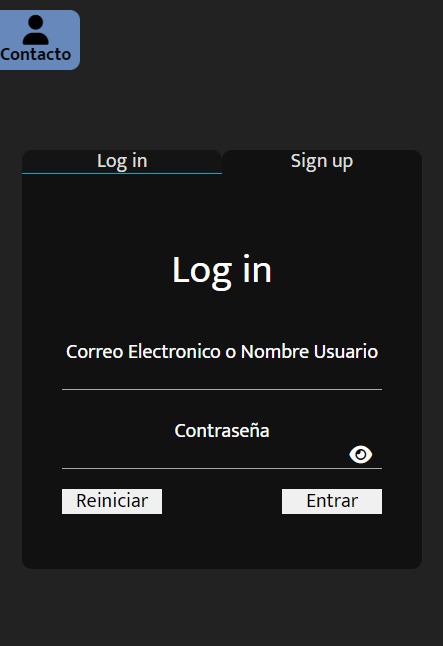 Contacto
Log in
Sign up
Log in
Correo Electronico o Nombre Usuario
Contraseña
Reiniciar
Entrar